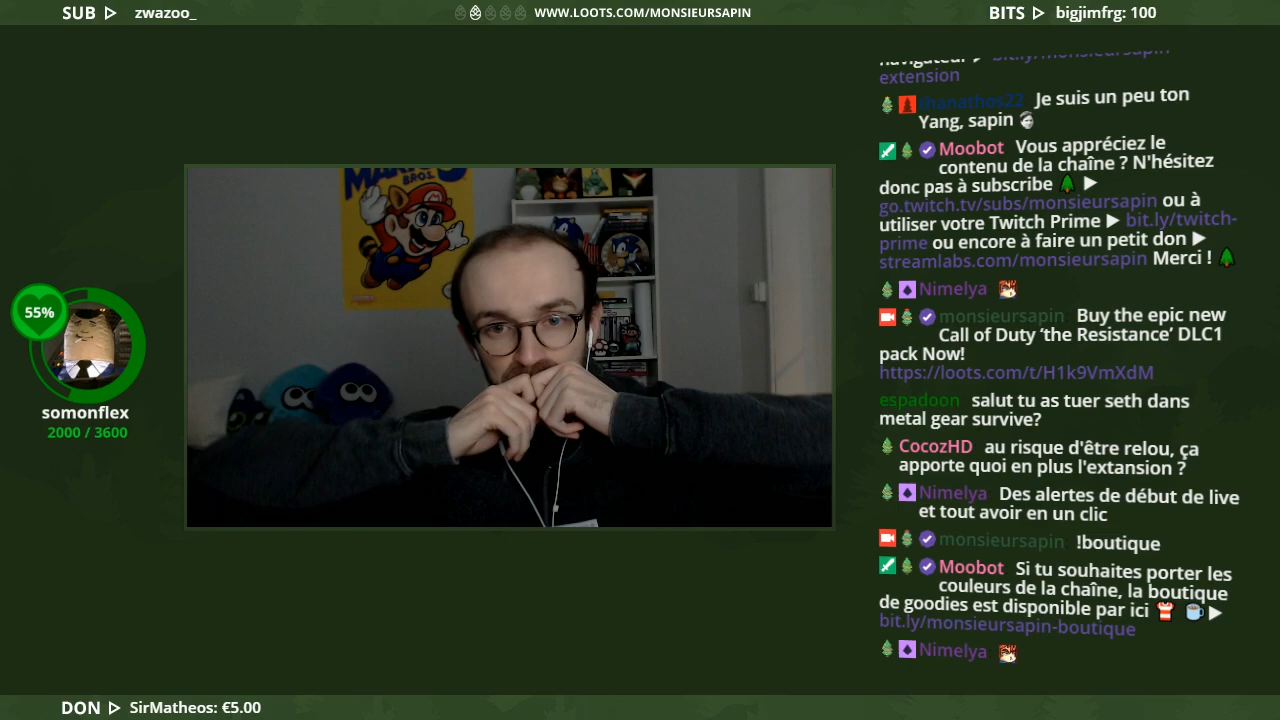 SUB zwazoo_
WWW.LOOTS.COM/MONSIEURSAPIN
BITS bigjimfrg: 100
MARIO
BROS.
55%
somonflex
2000 / 3600
navigateur ▶ bit.ly/monsieursapin-
extension
thanathos22 Je suis un peu ton
Yang, sapin
Moobot Vous appréciez le
contenu de la chaîne ? N'hésitez
donc pas à subscribe 🌲 ▶
go.twitch.tv/subs/monsieursapin ou à
utiliser votre Twitch Prime ▶ bit.ly/twitch-
prime ou encore à faire un petit don ▶
streamlabs.com/monsieursapin Merci ! 🌲
Nimelya
monsieursapin Buy the epic new
Call of Duty ‘the Resistance’ DLC1
pack Now!
https://loots.com/t/H1k9VmXdM
espadoon salut tu as tuer seth dans
metal gear survive?
CocozHD au risque d'être relou, ça
apporte quoi en plus l'extansion ?
Nimelya Des alertes de début de live
et tout avoir en un clic
monsieursapin !boutique
Moobot Si tu souhaites porter les
couleurs de la chaîne, la boutique
de goodies est disponible par ici ▶
bit.ly/monsieursapin-boutique
Nimelya
DON SirMatheos: €5.00